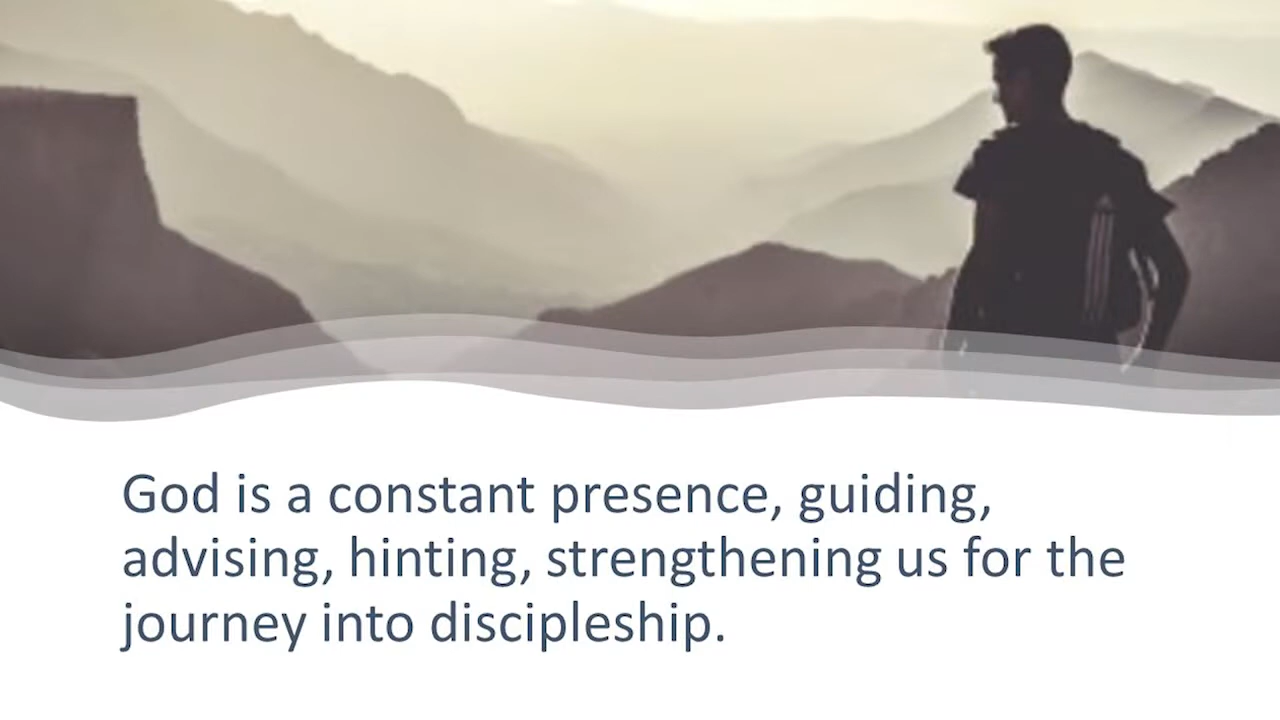 God is a constant presence, guiding,
advising, hinting, strengthening us for the
journey into discipleship.